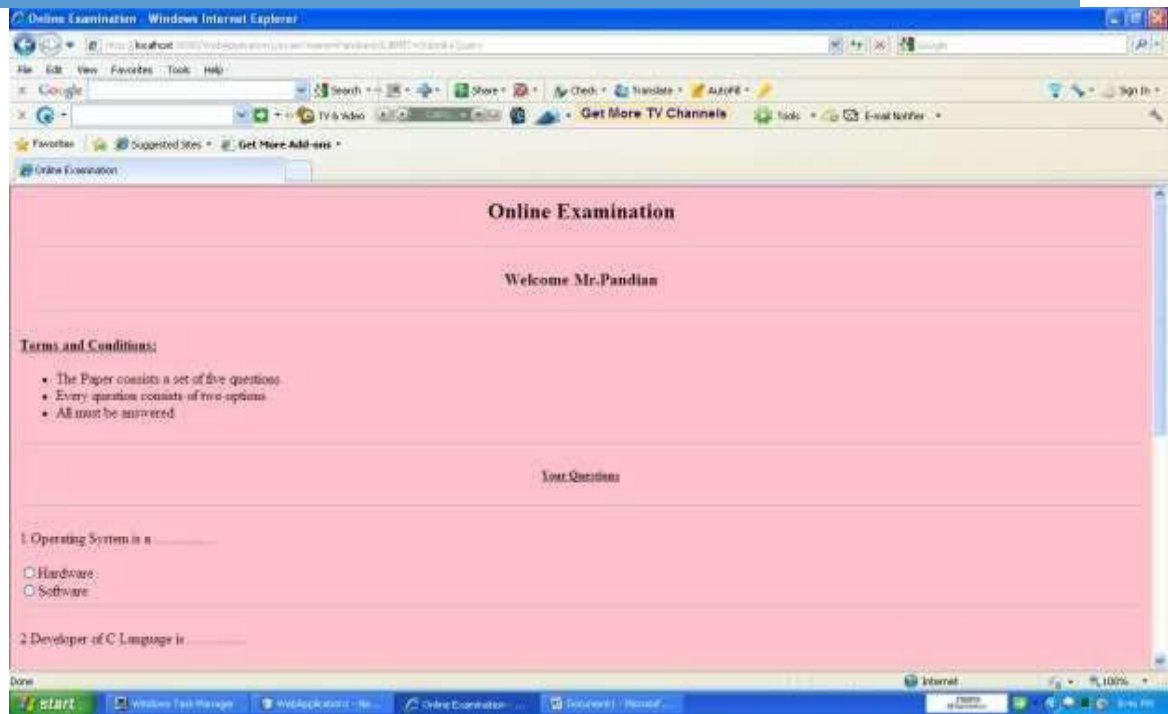 Online Examination - Windows Internet Explorer
File Edit View Favorites Tools Help
Google Search Share Check Translate AutoFill Sign In
TV & Video Get More TV Channels Tools E-mail Notifier
Favorites Suggested Sites Get More Add-ons
Online Examination
Online Examination
Welcome Mr.Pandian
Terms and Conditions:
• The Paper consists a set of five questions
• Every question consists of two options
• All must be answered
Your Questions
1 Operating System is a ...............
Hardware
Software
2 Developer of C Language is ...............
Done Internet 100%
start Windows Task Manager Online Examination ...